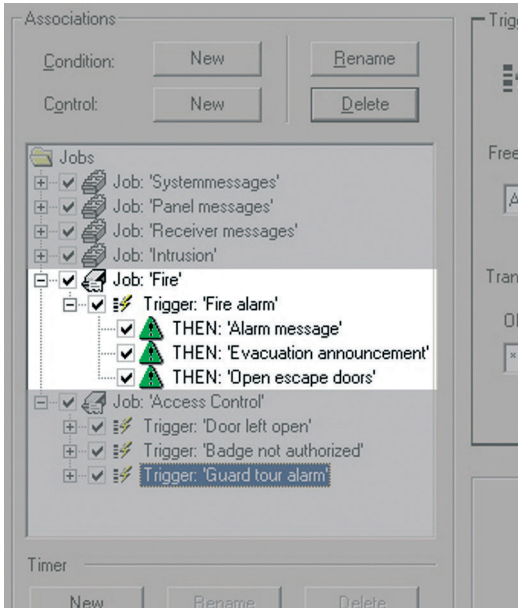 Associations
Condition: New Rename
Control: New Delete
Jobs
Job: 'Systemmessages'
Job: 'Panel messages'
Job: 'Receiver messages'
Job: 'Intrusion'
Job: 'Fire'
Trigger: 'Fire alarm'
THEN: 'Alarm message'
THEN: 'Evacuation announcement'
THEN: 'Open escape doors'
Job: 'Access Control'
Trigger: 'Door left open'
Trigger: 'Badge not authorized'
Trigger: 'Guard tour alarm'
Timer
New Rename Delete